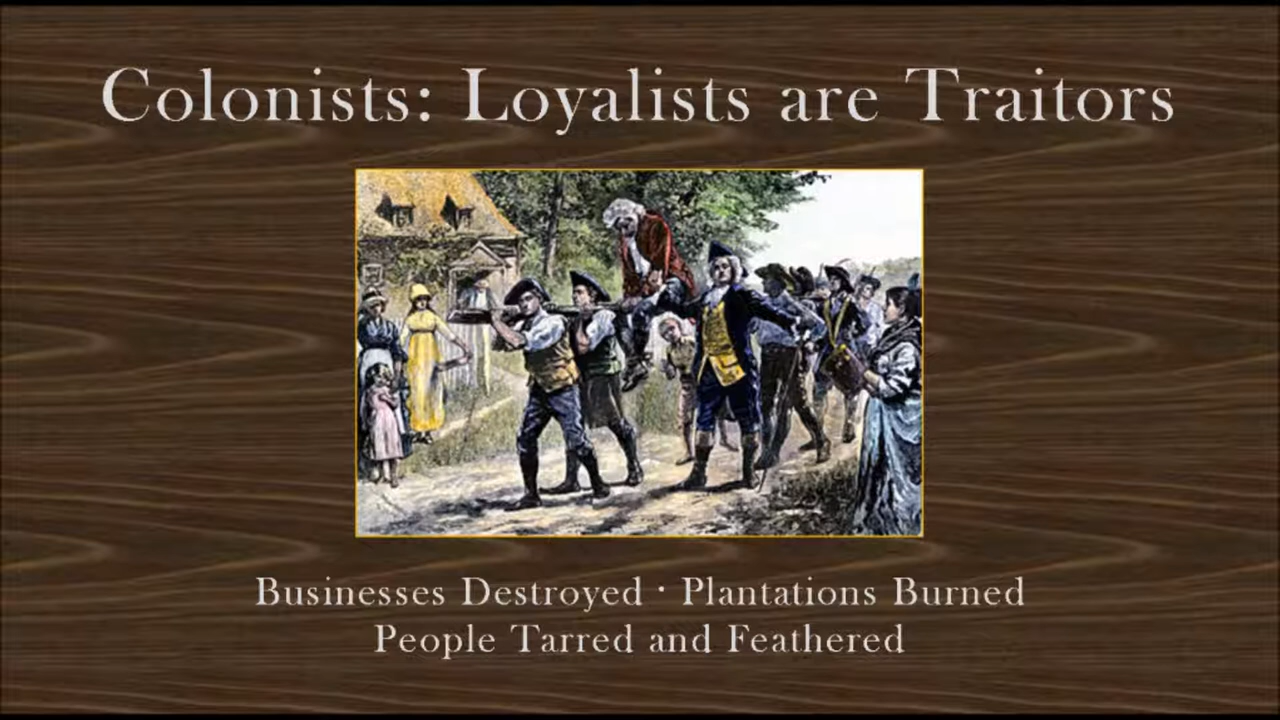 Colonists: Loyalists are Traitors
Businesses Destroyed · Plantations Burned
People Tarred and Feathered